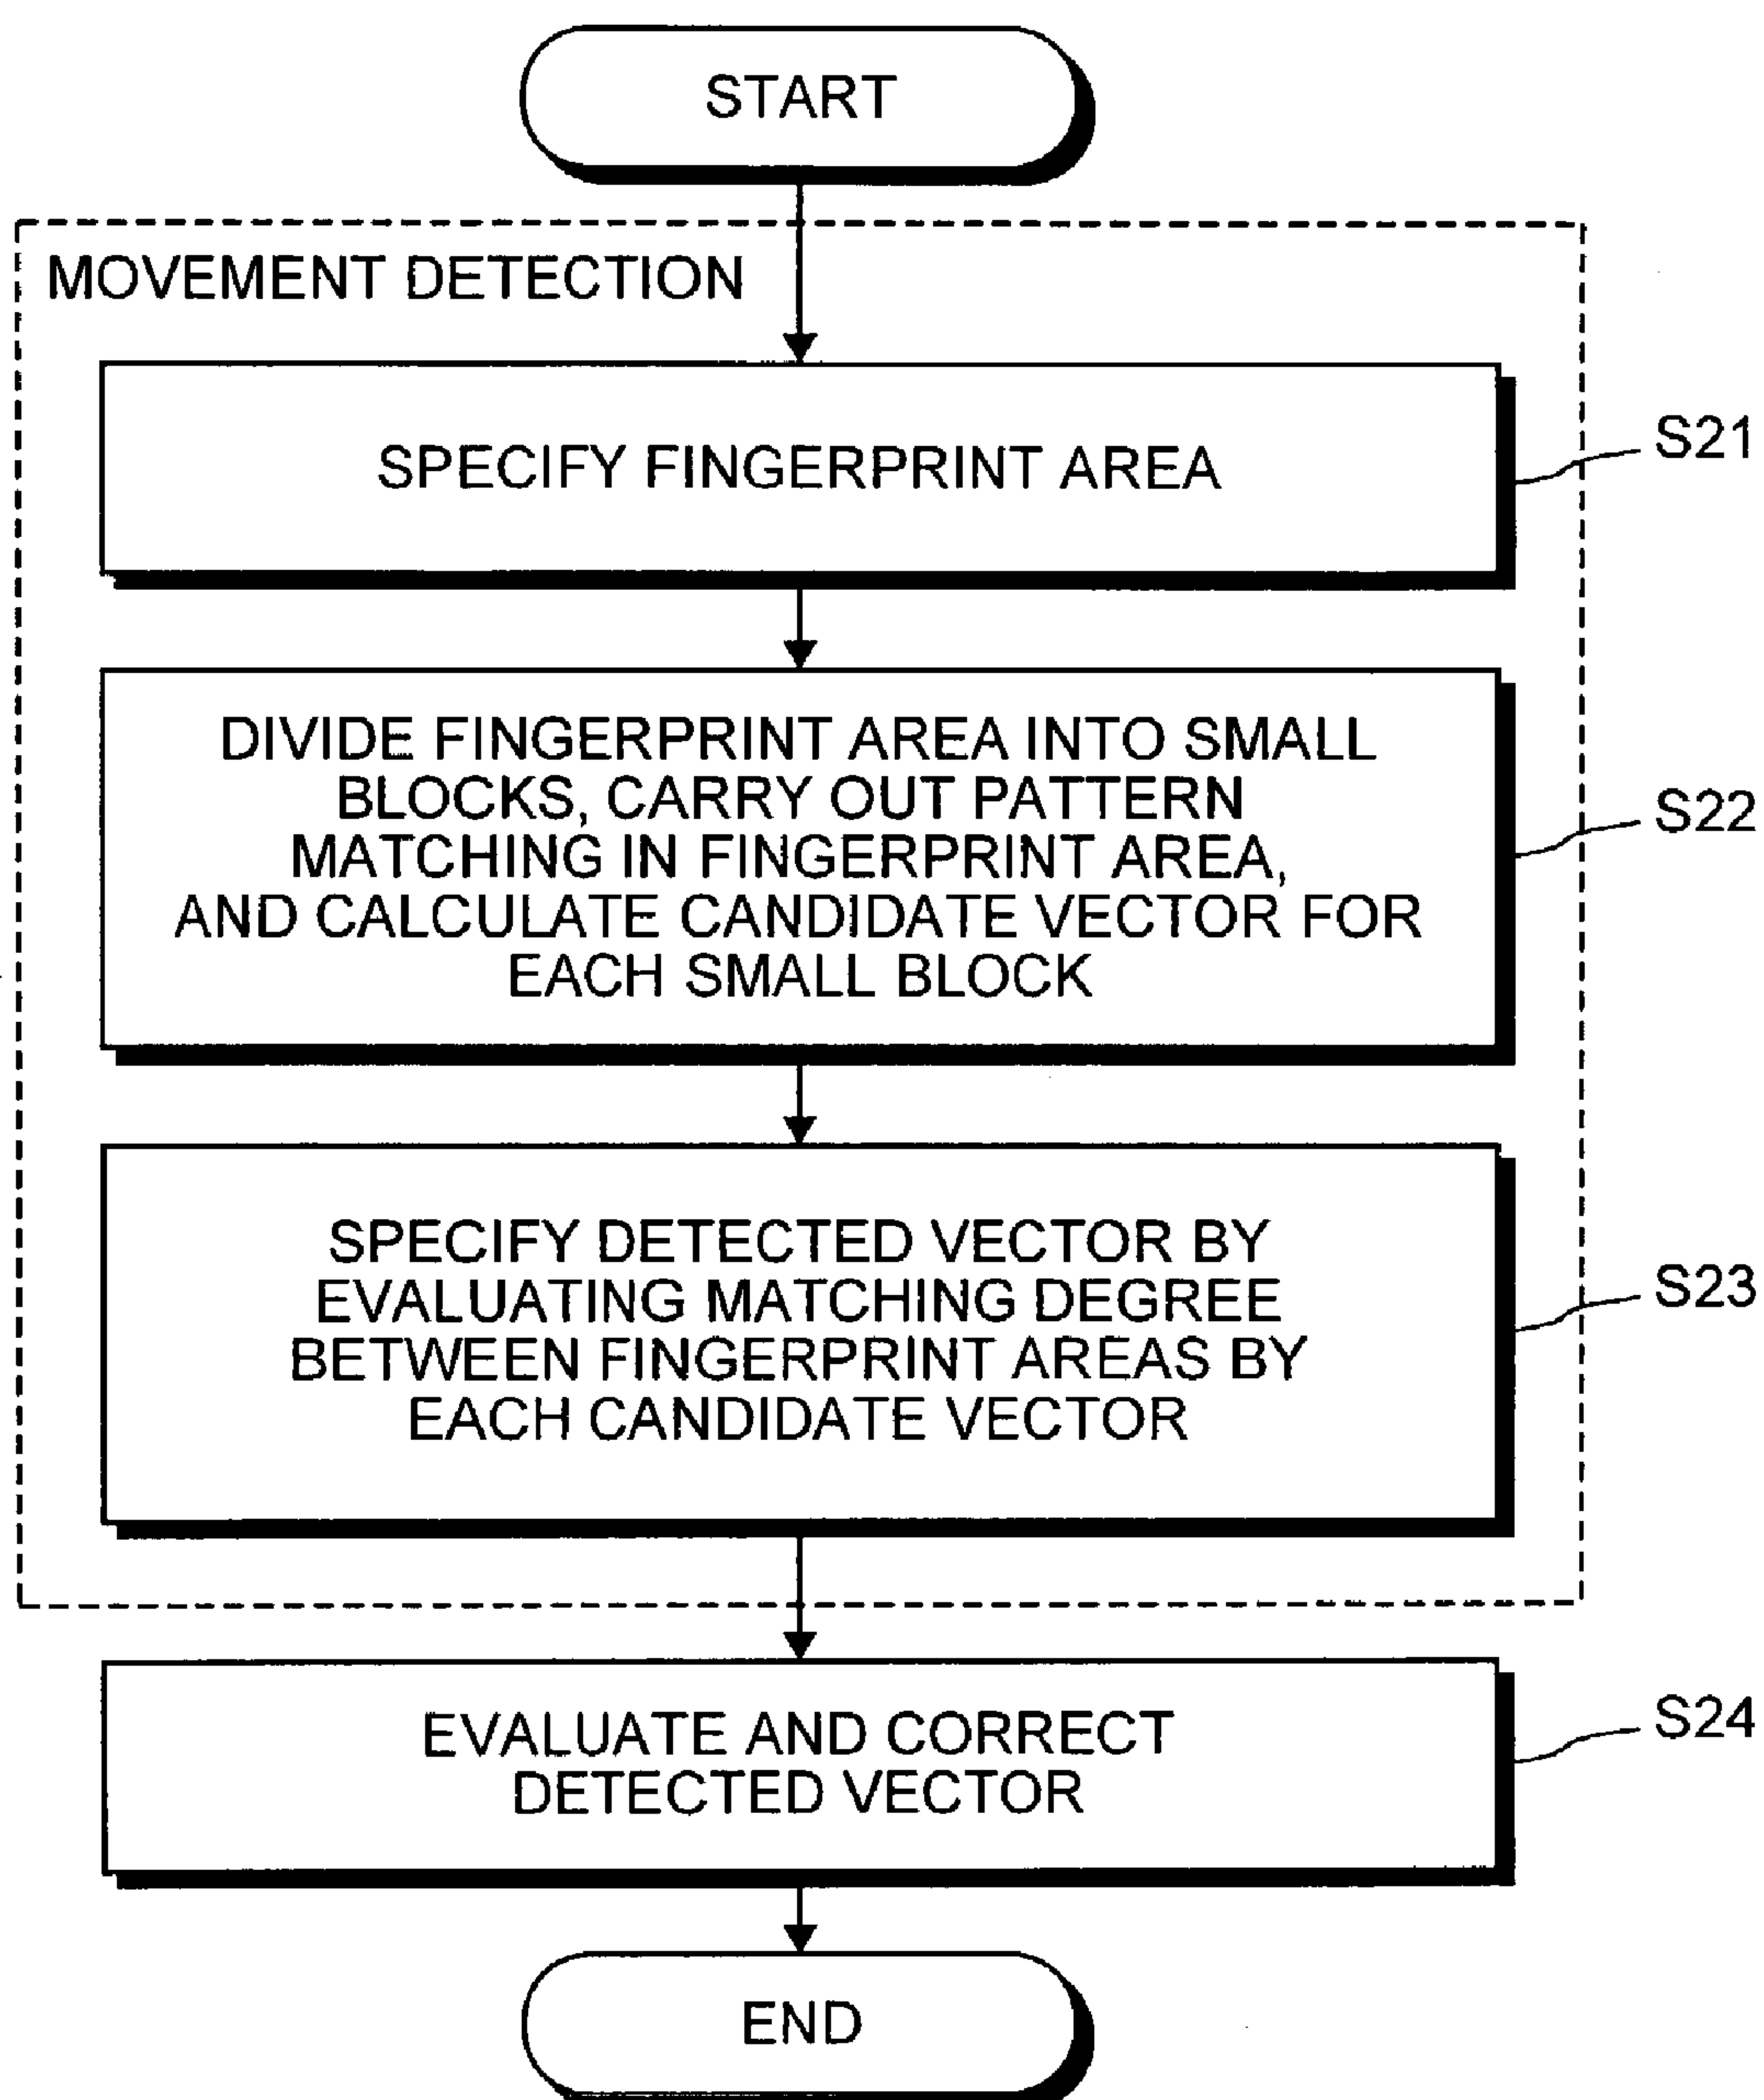 START
MOVEMENT DETECTION
SPECIFY FINGERPRINT AREA
S21
DIVIDE FINGERPRINT AREA INTO SMALL
BLOCKS, CARRY OUT PATTERN
MATCHING IN FINGERPRINT AREA,
AND CALCULATE CANDIDATE VECTOR FOR
EACH SMALL BLOCK
S22
SPECIFY DETECTED VECTOR BY
EVALUATING MATCHING DEGREE
BETWEEN FINGERPRINT AREAS BY
EACH CANDIDATE VECTOR
S23
EVALUATE AND CORRECT
DETECTED VECTOR
S24
END